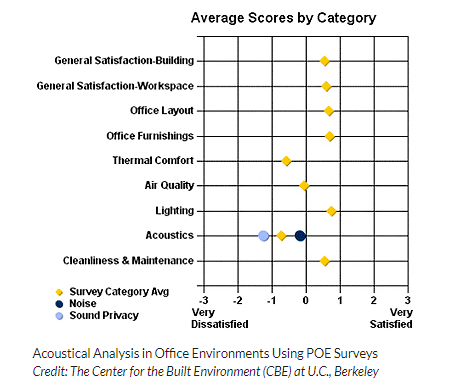 Average Scores by Category
General Satisfaction-Building
General Satisfaction-Workspace
Office Layout
Office Furnishings
Thermal Comfort
Air Quality
Lighting
Acoustics
Cleanliness & Maintenance
Survey Category Avg
Noise
Sound Privacy
-3 -2 -1 0 1 2 3
Very Very
Dissatisfied Satisfied
Acoustical Analysis in Office Environments Using POE Surveys
Credit: The Center for the Built Environment (CBE) at U.C., Berkeley